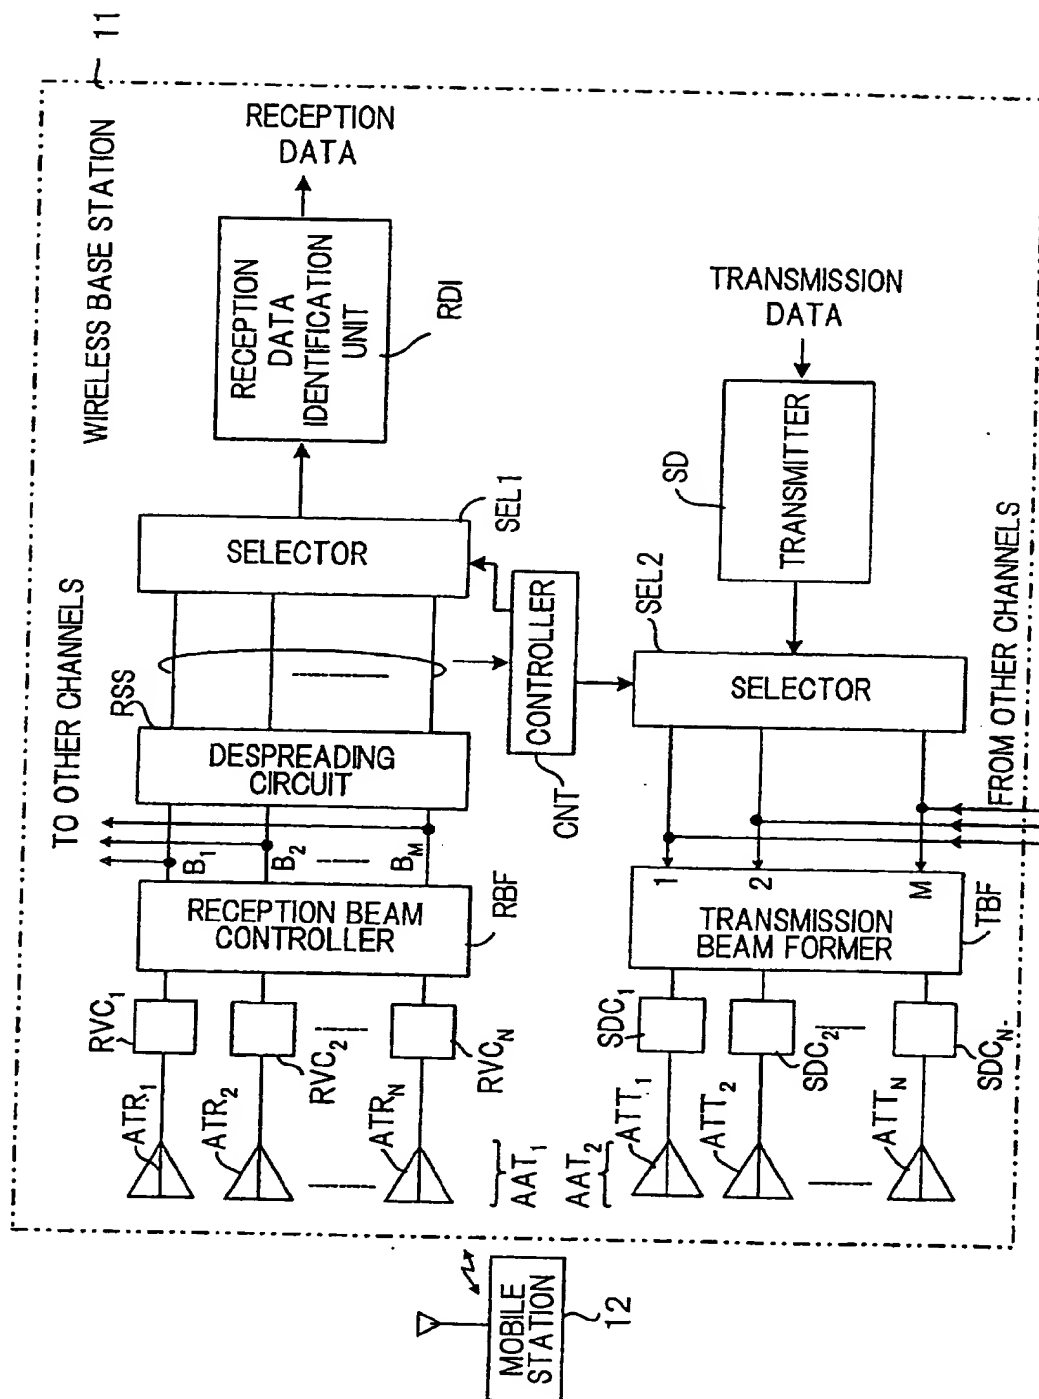 WIRELESS BASE STATION
11
TO OTHER CHANNELS
ATR1
RVC1
ATR2
RVC2
ATRN
RVCN
AAT1
RECEPTION BEAM
CONTROLLER
RBF
B1
B2
BM
RSS
DESPREADING
CIRCUIT
SELECTOR
SEL1
RECEPTION
DATA
IDENTIFICATION
UNIT
RDI
RECEPTION
DATA
CONTROLLER
CNT
MOBILE
STATION
12
AAT2
ATT1
SDC1
ATT2
SDC2
ATTN
SDCN
1
2
M
TRANSMISSION
BEAM FORMER
TBF
SEL2
SELECTOR
SD
TRANSMITTER
TRANSMISSION
DATA
FROM OTHER CHANNELS